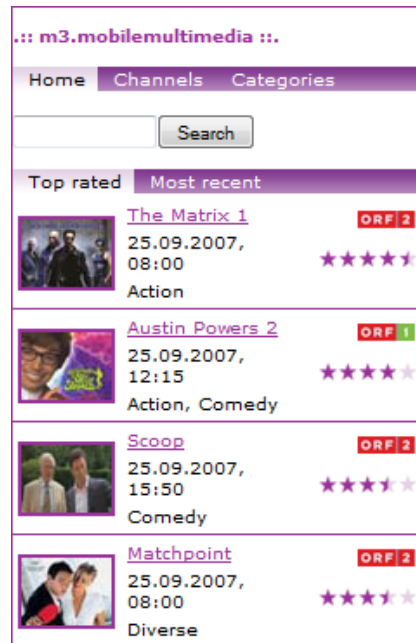 .:: m3.mobilemultimedia ::.
Home Channels Categories
Search
Top rated Most recent
The Matrix 1 ORF 2
25.09.2007,
08:00
Action
Austin Powers 2 ORF 1
25.09.2007,
12:15
Action, Comedy
Scoop ORF 2
25.09.2007,
15:50
Comedy
Matchpoint ORF 2
25.09.2007,
08:00
Diverse